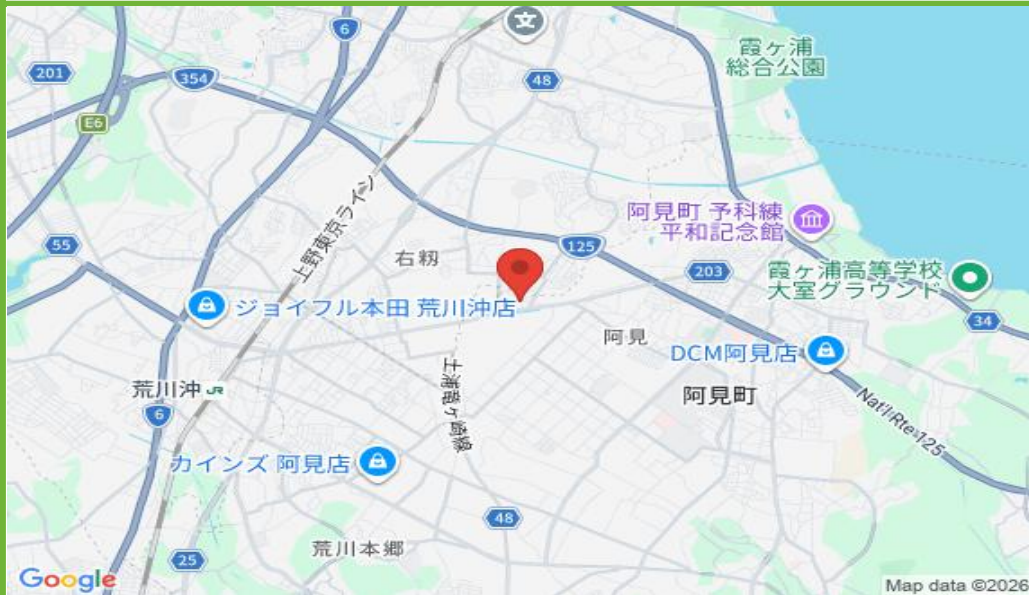 文
6
霞ヶ浦
総合公園
201
354
48
E6
上野東京ライン
阿見町 予科練
平和記念館
55
右籾
125
203
霞ヶ浦高等学校
大室グラウンド
ジョイフル本田 荒川沖店
34
阿見
DCM阿見店
土浦竜ヶ崎線
荒川沖 JR
阿見町
6
Nat'l Rte 125
カインズ 阿見店
48
荒川本郷
25
Google
Map data ©2026